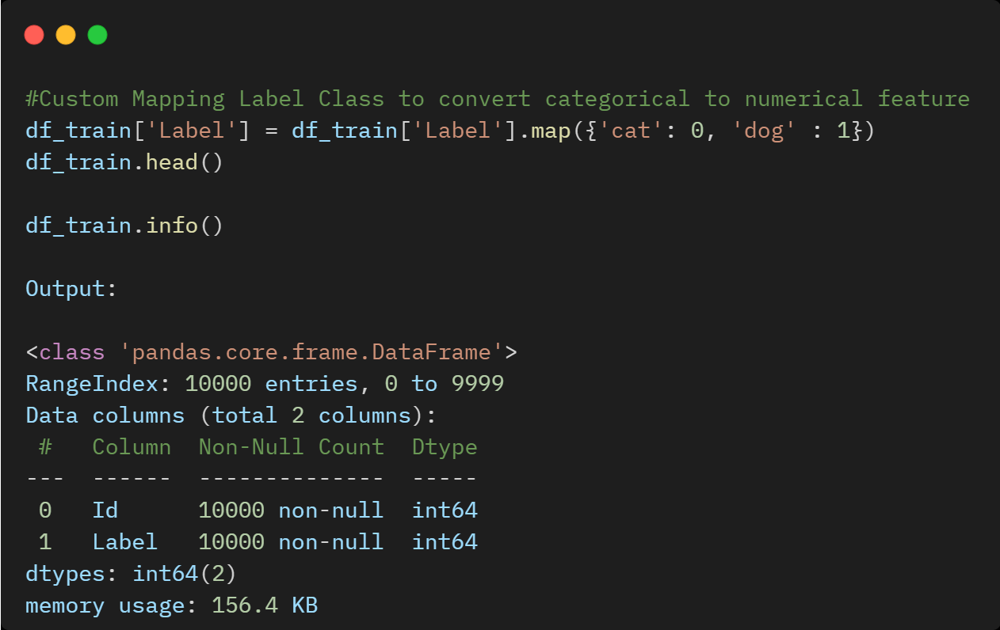 #Custom Mapping Label Class to convert categorical to numerical feature
df_train['Label'] = df_train['Label'].map({'cat': 0, 'dog' : 1})
df_train.head()
df_train.info()
Output:
<class 'pandas.core.frame.DataFrame'>
RangeIndex: 10000 entries, 0 to 9999
Data columns (total 2 columns):
 #   Column  Non-Null Count  Dtype
---  ------  --------------  -----
 0   Id      10000 non-null  int64
 1   Label   10000 non-null  int64
dtypes: int64(2)
memory usage: 156.4 KB